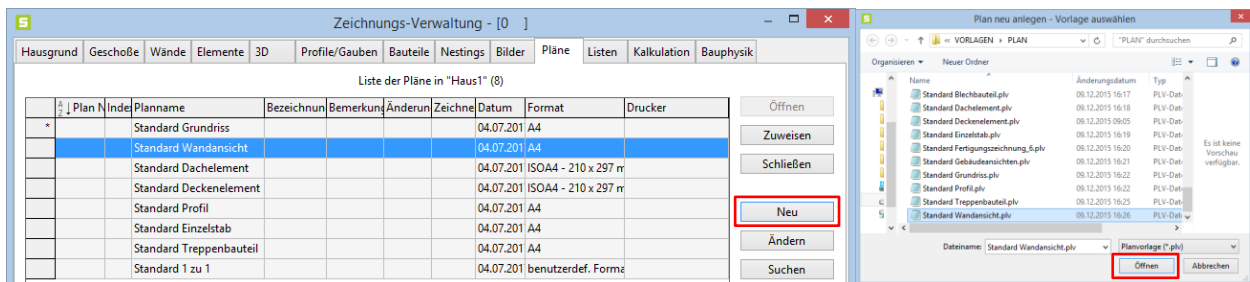 S Zeichnungs-Verwaltung - [0 ]
Hausgrund Geschoße Wände Elemente 3D Profile/Gauben Bauteile Nestings Bilder Pläne Listen Kalkulation Bauphysik
Liste der Pläne in "Haus1" (8)
Plan N Index Planname Bezeichnun Bemerkung Änderun Zeichne Datum Format Drucker
* Standard Grundriss 04.07.201 A4
Standard Wandansicht 04.07.201 A4
Standard Dachelement 04.07.201 ISOA4 - 210 x 297 m
Standard Deckenelement 04.07.201 ISOA4 - 210 x 297 m
Standard Profil 04.07.201 A4
Standard Einzelstab 04.07.201 A4
Standard Treppenbauteil 04.07.201 A4
Standard 1 zu 1 04.07.201 benutzerdef. Forma
Öffnen
Zuweisen
Schließen
Neu
Ändern
Suchen
S Plan neu anlegen - Vorlage auswählen
« VORLAGEN PLAN "PLAN" durchsuchen
Organisieren Neuer Ordner
Name Änderungsdatum Typ
Standard Blechbauteil.plv 09.12.2015 16:17 PLV-Date
Standard Dachelement.plv 09.12.2015 16:18 PLV-Date
Standard Deckenelement.plv 09.12.2015 09:05 PLV-Date
Standard Einzelstab.plv 09.12.2015 16:19 PLV-Date
Standard Fertigungszeichnung_6.plv 09.12.2015 16:20 PLV-Date
Standard Gebäudeansichten.plv 09.12.2015 16:21 PLV-Date
Standard Grundriss.plv 09.12.2015 16:22 PLV-Date
Standard Profil.plv 09.12.2015 16:22 PLV-Date
Standard Treppenbauteil.plv 09.12.2015 16:25 PLV-Date
Standard Wandansicht.plv 09.12.2015 16:26 PLV-Date
Es ist keine
Vorschau
verfügbar.
Dateiname: Standard Wandansicht.plv Planvorlage (*.plv)
Öffnen Abbrechen